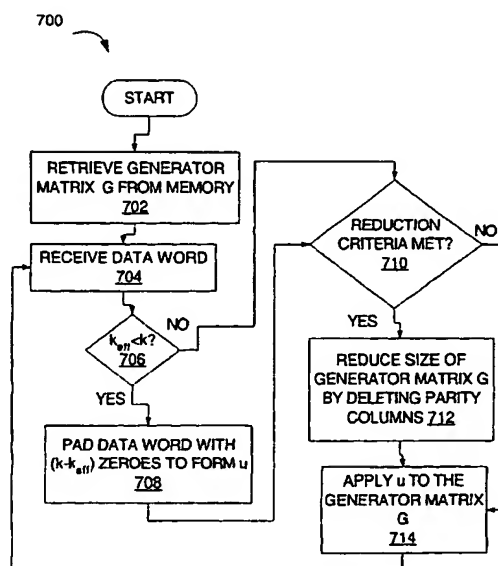 700
START
RETRIEVE GENERATOR
MATRIX G FROM MEMORY
702
RECEIVE DATA WORD
704
k_eff<k?
706
NO
YES
PAD DATA WORD WITH
(k-k_eff) ZEROES TO FORM u
708
REDUCTION
CRITERIA MET?
710
NO
YES
REDUCE SIZE OF
GENERATOR MATRIX G
BY DELETING PARITY
COLUMNS 712
APPLY u TO THE
GENERATOR MATRIX
G
714